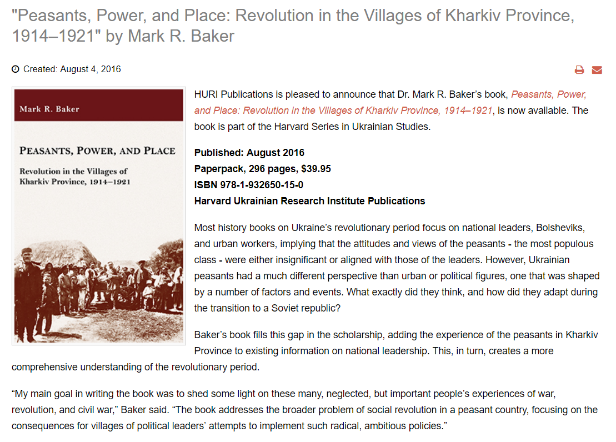 "Peasants, Power, and Place: Revolution in the Villages of Kharkiv Province,
1914–1921" by Mark R. Baker
Created: August 4, 2016
Mark R. Baker
Peasants, Power, and Place
Revolution in the Villages of
Kharkiv Province, 1914–1921
HURI Publications is pleased to announce that Dr. Mark R. Baker's book, Peasants, Power,
and Place: Revolution in the Villages of Kharkiv Province, 1914–1921, is now available. The
book is part of the Harvard Series in Ukrainian Studies.
Published: August 2016
Paperpack, 296 pages, $39.95
ISBN 978-1-932650-15-0
Harvard Ukrainian Research Institute Publications
Most history books on Ukraine's revolutionary period focus on national leaders, Bolsheviks,
and urban workers, implying that the attitudes and views of the peasants - the most populous
class - were either insignificant or aligned with those of the leaders. However, Ukrainian
peasants had a much different perspective than urban or political figures, one that was shaped
by a number of factors and events. What exactly did they think, and how did they adapt during
the transition to a Soviet republic?
Baker's book fills this gap in the scholarship, adding the experience of the peasants in Kharkiv
Province to existing information on national leadership. This, in turn, creates a more
comprehensive understanding of the revolutionary period.
“My main goal in writing the book was to shed some light on these many, neglected, but important people's experiences of war,
revolution, and civil war,” Baker said. “The book addresses the broader problem of social revolution in a peasant country, focusing on the
consequences for villages of political leaders' attempts to implement such radical, ambitious policies.”